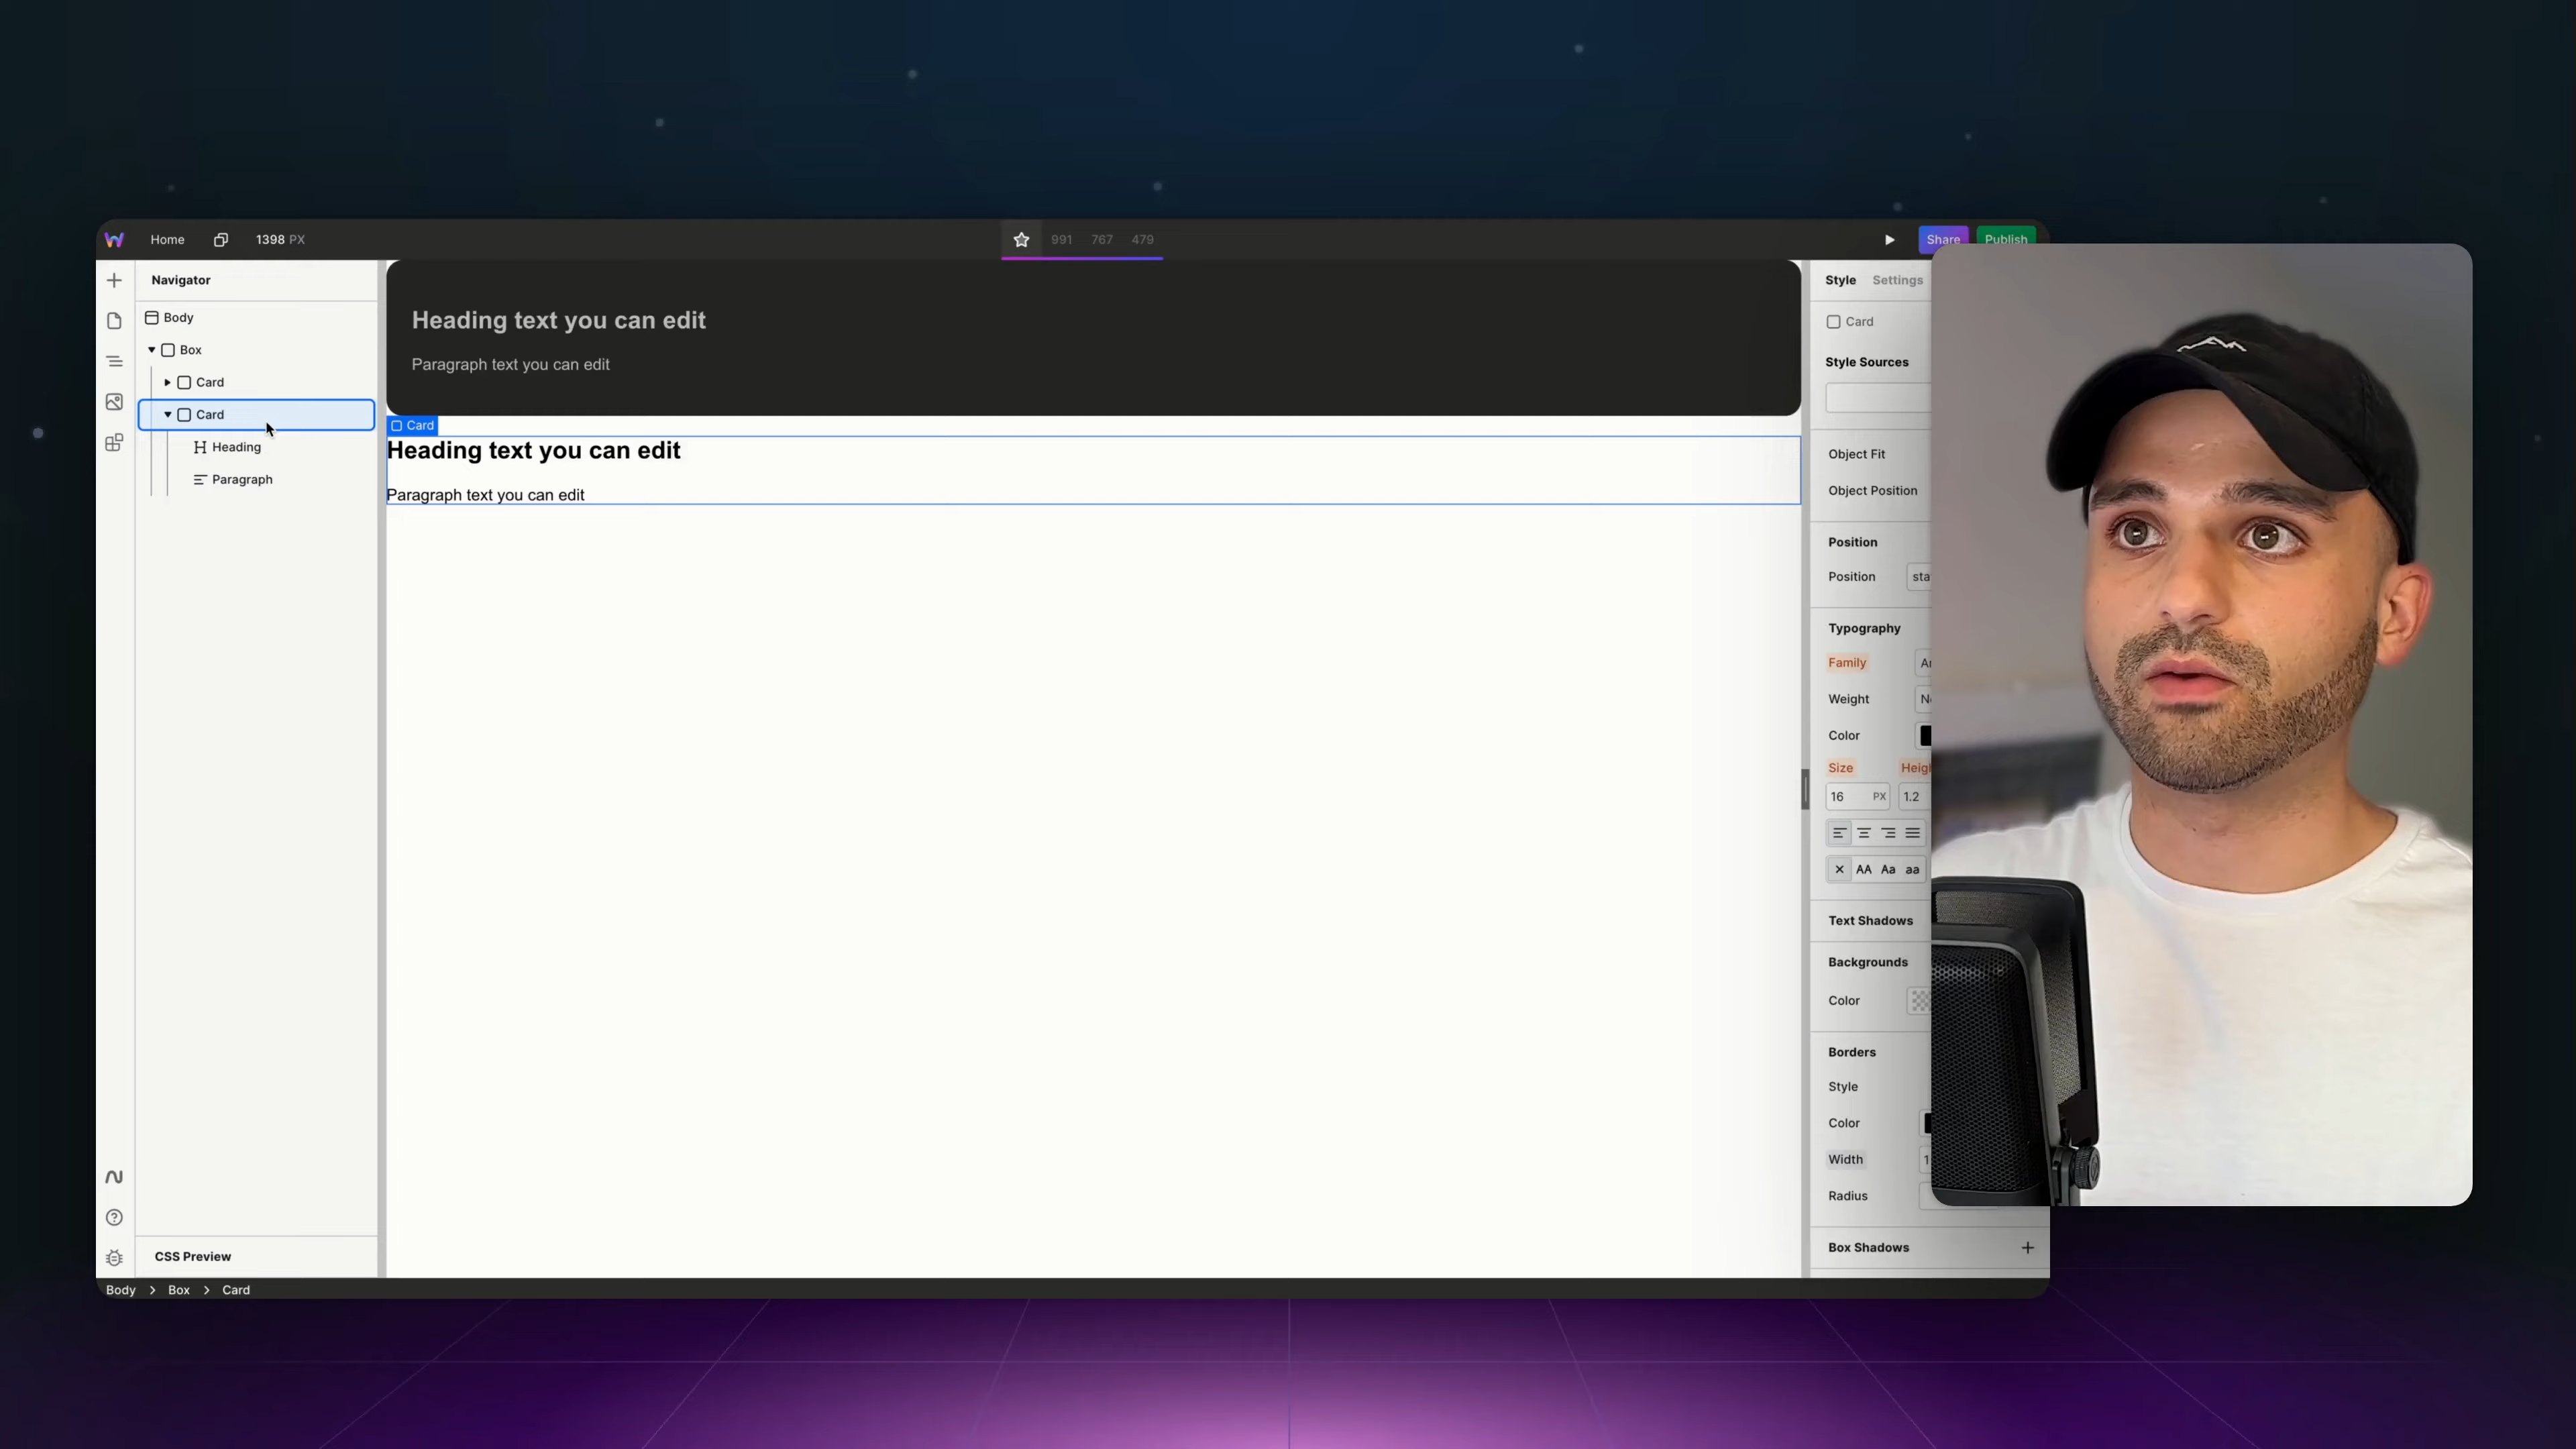 Home
1398 PX
991 767 479
Share
Publish
Navigator
Body
Box
Card
Card
Heading
Paragraph
CSS Preview
Heading text you can edit
Paragraph text you can edit
Card
Heading text you can edit
Paragraph text you can edit
Style Settings
Card
Style Sources
Object Fit
Object Position
Position
Position
Typography
Family
Weight
Color
Size
16 PX 1.2
AA Aa aa
Text Shadows
Backgrounds
Color
Borders
Style
Color
Width
Radius
Box Shadows
Body > Box > Card